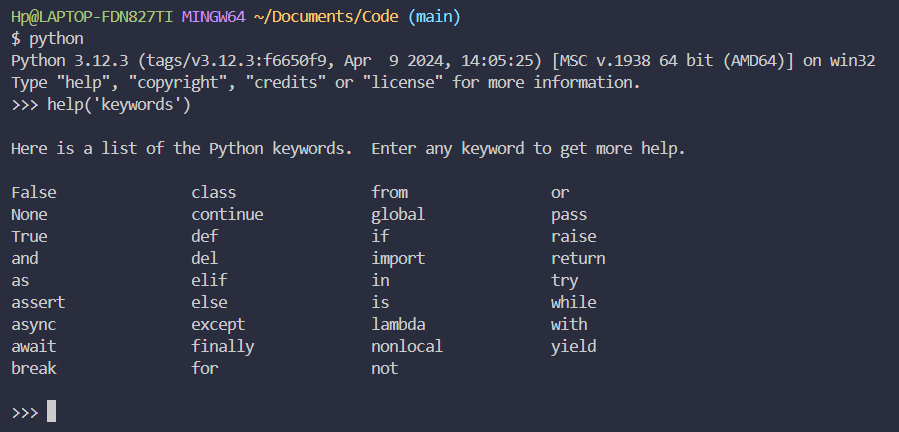 Hp@LAPTOP-FDN827TI MINGW64 ~/Documents/Code (main)
$ python
Python 3.12.3 (tags/v3.12.3:f6650f9, Apr  9 2024, 14:05:25) [MSC v.1938 64 bit (AMD64)] on win32
Type "help", "copyright", "credits" or "license" for more information.
>>> help('keywords')

Here is a list of the Python keywords.  Enter any keyword to get more help.

False               class               from                or
None                continue            global              pass
True                def                 if                  raise
and                 del                 import              return
as                  elif                in                  try
assert              else                is                  while
async               except              lambda              with
await               finally             nonlocal            yield
break               for                 not

>>>